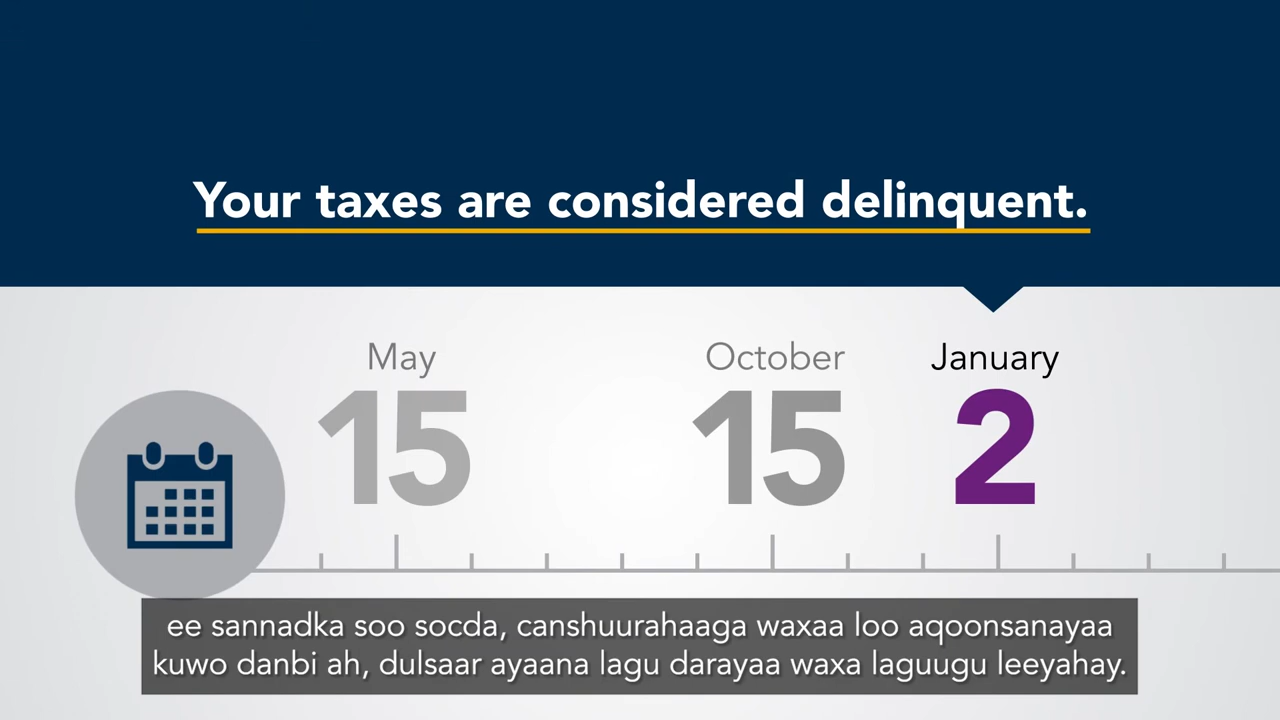 Your taxes are considered delinquent.
May
October
January
15
15
2
ee sannadka soo socda, canshuurahaaga waxaa loo aqoonsanayaa
kuwo danbi ah, dulsaar ayaana lagu darayaa waxa laguugu leeyahay.